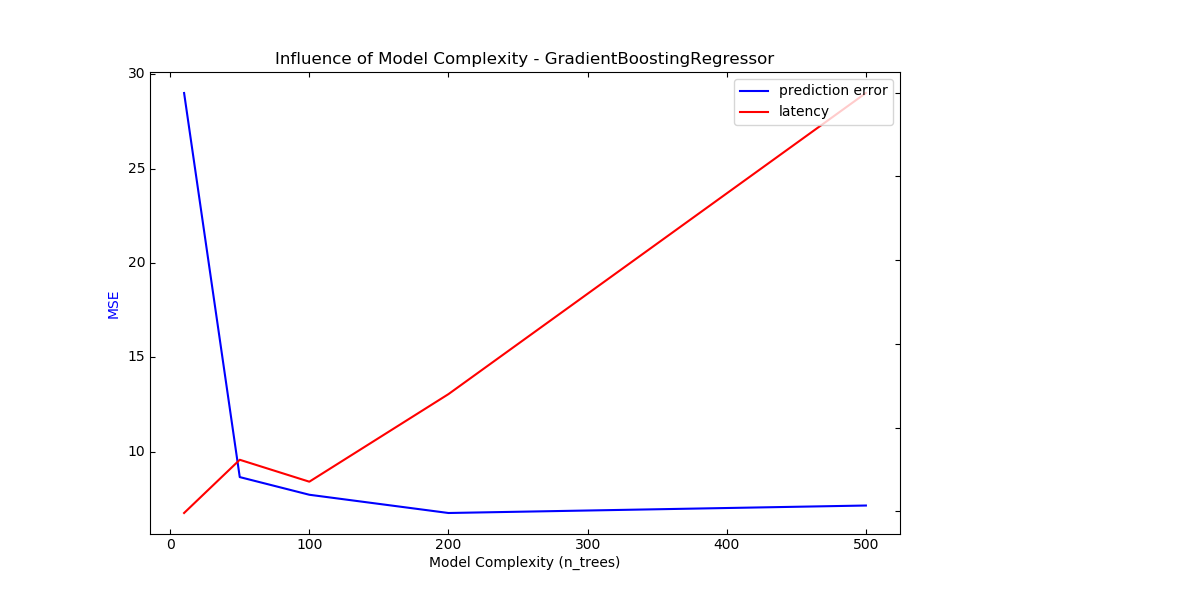 Influence of Model Complexity - GradientBoostingRegressor
prediction error
latency
30
25
20
15
10
MSE
0 100 200 300 400 500
Model Complexity (n_trees)